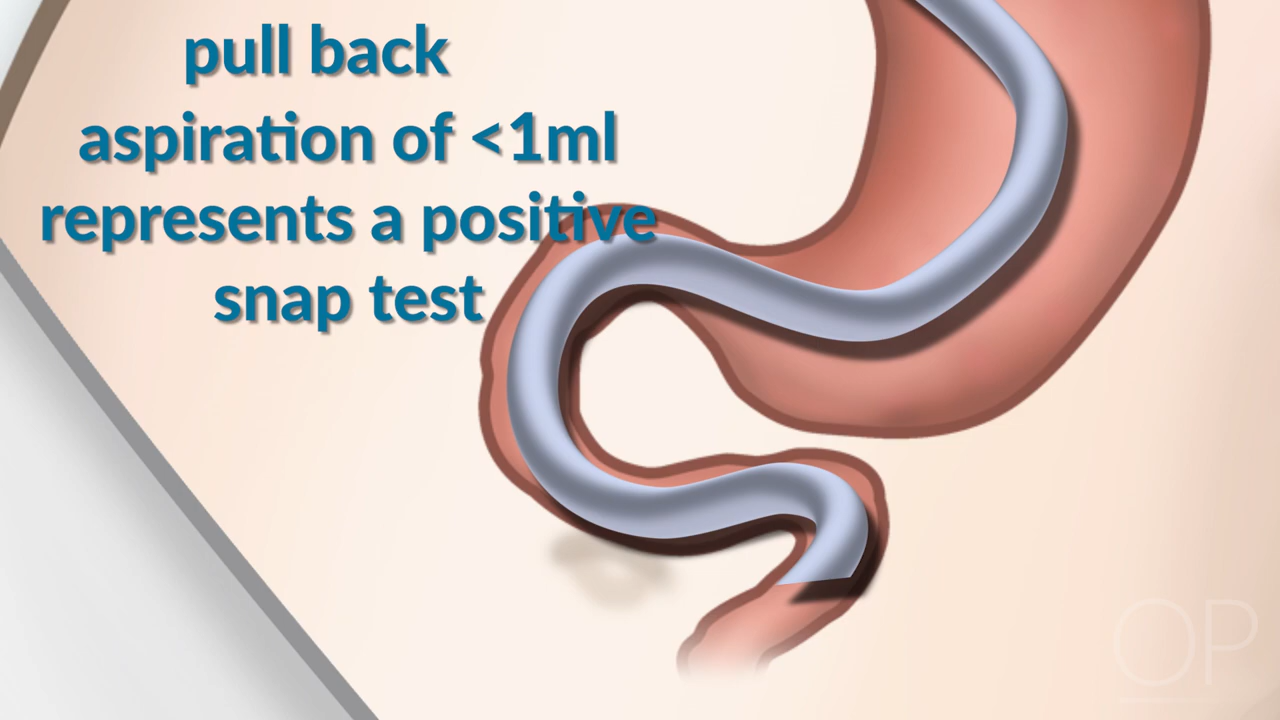 pull back
aspiration of <1ml
represents a positive
snap test
OP